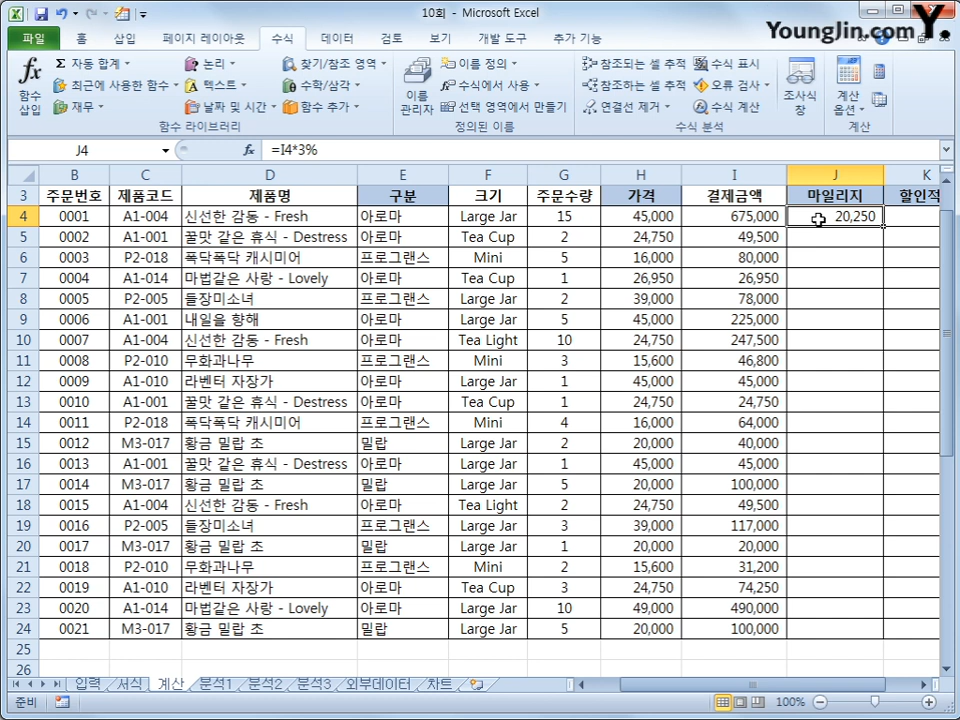 10회 - Microsoft Excel
Younglin.com Y.
파일 홈 삽입 페이지 레이아웃 수식 데이터 검토 보기 개발 도구 추가 기능
fx 함수 삽입
Σ 자동 합계
최근에 사용한 함수
재무
논리
텍스트
날짜 및 시간
찾기/참조 영역
수학/삼각
함수 추가
함수 라이브러리
이름 관리자
이름 정의
수식에서 사용
선택 영역에서 만들기
정의된 이름
참조되는 셀 추적
참조하는 셀 추적
연결선 제거
수식 표시
오류 검사
수식 계산
수식 분석
조사식 창
계산 옵션
계산
J4 fx =I4*3%
B C D E F G H I J K
3 주문번호 제품코드 제품명 구분 크기 주문수량 가격 결제금액 마일리지 할인적
4 0001 A1-004 신선한 감동 - Fresh 아로마 Large Jar 15 45,000 675,000 20,250
5 0002 A1-001 꿀맛 같은 휴식 - Destress 아로마 Tea Cup 2 24,750 49,500
6 0003 P2-018 폭닥폭닥 캐시미어 프로그랜스 Mini 5 16,000 80,000
7 0004 A1-014 마법같은 사랑 - Lovely 아로마 Tea Cup 1 26,950 26,950
8 0005 P2-005 들장미소녀 프로그랜스 Large Jar 2 39,000 78,000
9 0006 A1-001 내일을 향해 아로마 Large Jar 5 45,000 225,000
10 0007 A1-004 신선한 감동 - Fresh 아로마 Tea Light 10 24,750 247,500
11 0008 P2-010 무화과나무 프로그랜스 Mini 3 15,600 46,800
12 0009 A1-010 라벤터 자장가 아로마 Large Jar 1 45,000 45,000
13 0010 A1-001 꿀맛 같은 휴식 - Destress 아로마 Tea Cup 1 24,750 24,750
14 0011 P2-018 폭닥폭닥 캐시미어 프로그랜스 Mini 4 16,000 64,000
15 0012 M3-017 황금 밀랍 초 밀랍 Large Jar 2 20,000 40,000
16 0013 A1-001 꿀맛 같은 휴식 - Destress 아로마 Large Jar 1 45,000 45,000
17 0014 M3-017 황금 밀랍 초 밀랍 Large Jar 5 20,000 100,000
18 0015 A1-004 신선한 감동 - Fresh 아로마 Tea Light 2 24,750 49,500
19 0016 P2-005 들장미소녀 프로그랜스 Large Jar 3 39,000 117,000
20 0017 M3-017 황금 밀랍 초 밀랍 Large Jar 1 20,000 20,000
21 0018 P2-010 무화과나무 프로그랜스 Mini 2 15,600 31,200
22 0019 A1-010 라벤터 자장가 아로마 Tea Cup 3 24,750 74,250
23 0020 A1-014 마법같은 사랑 - Lovely 아로마 Large Jar 10 49,000 490,000
24 0021 M3-017 황금 밀랍 초 밀랍 Large Jar 5 20,000 100,000
25
26
입력 서식 계산 분석1 분석2 분석3 외부데이터 차트
준비 100%